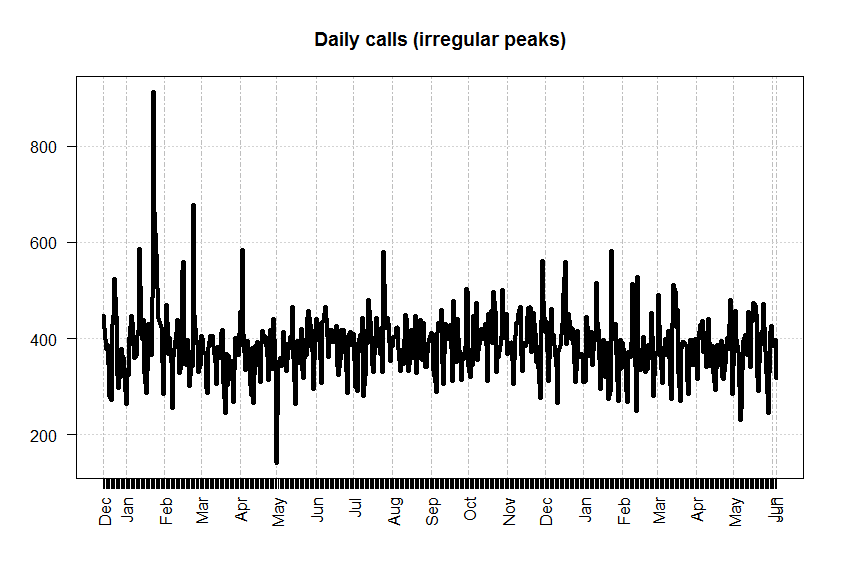 Daily calls (irregular peaks)
800
600
400
200
Dec Jan Feb Mar Apr May Jun Jul Aug Sep Oct Nov Dec Jan Feb Mar Apr May Jun